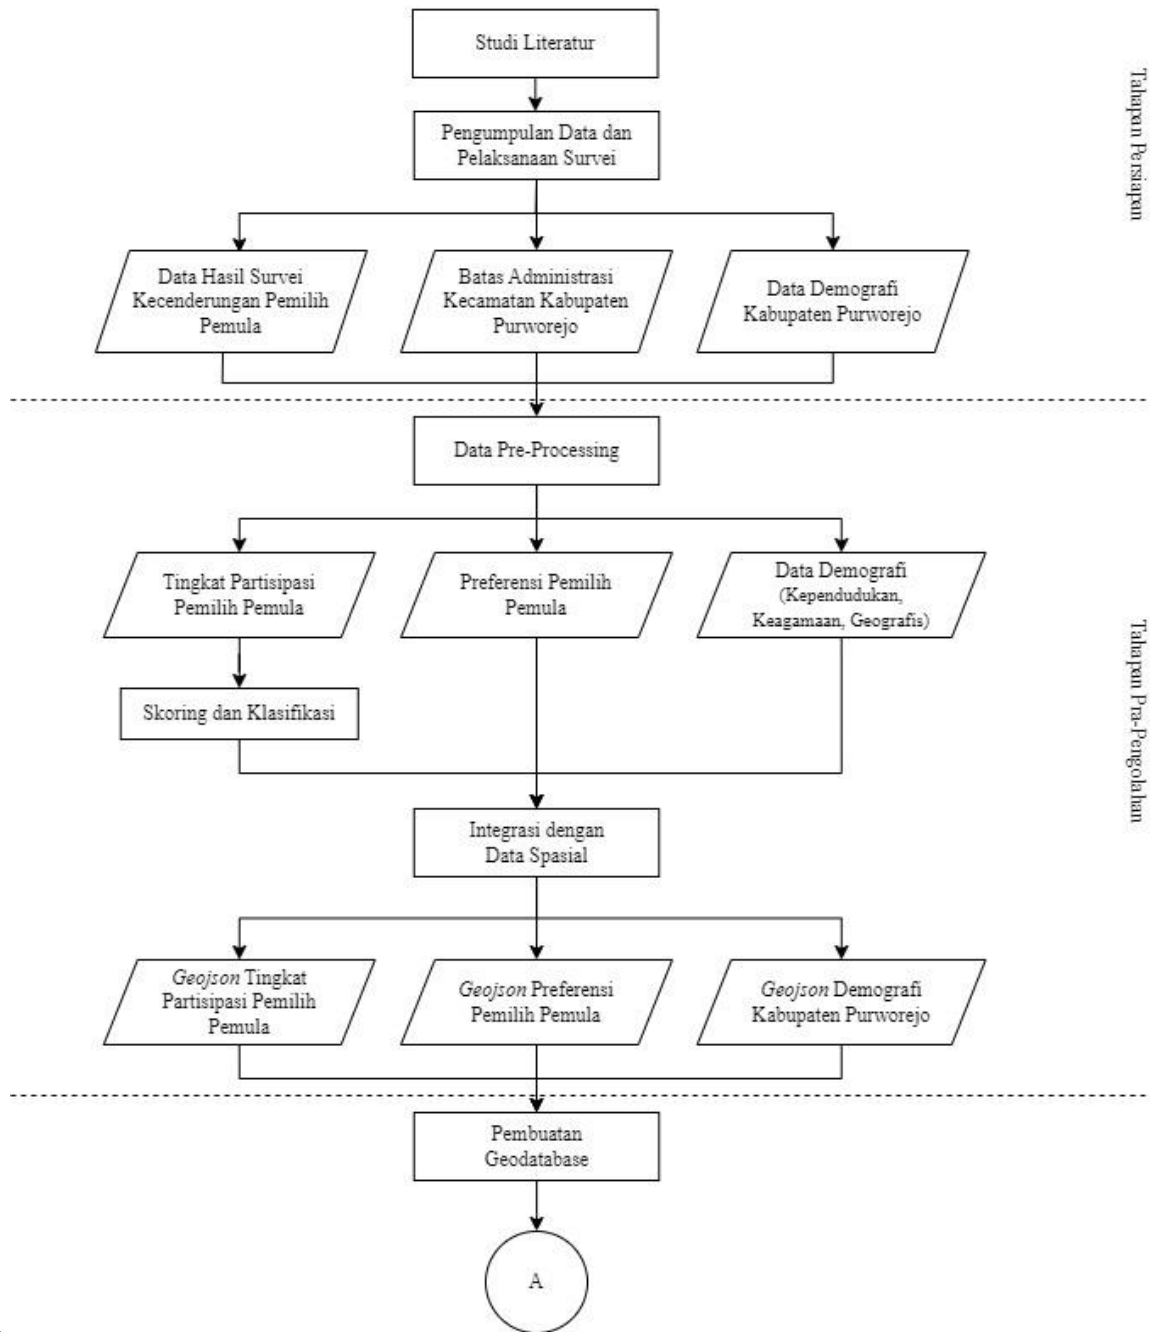 Studi Literatur
Tahapan Persiapan
Pengumpulan Data dan
Pelaksanaan Survei
Data Hasil Survei
Kecenderungan Pemilih
Pemula
Batas Administrasi
Kecamatan Kabupaten
Purworejo
Data Demografi
Kabupaten Purworejo
Data Pre-Processing
Tahapan Pra-Pengolahan
Tingkat Partisipasi
Pemilih Pemula
Preferensi Pemilih
Pemula
Data Demografi
(Kependudukan,
Keagamaan, Geografis)
Skoring dan Klasifikasi
Integrasi dengan
Data Spasial
Geojson Tingkat
Partisipasi Pemilih
Pemula
Geojson Preferensi
Pemilih Pemula
Geojson Demografi
Kabupaten Purworejo
Pembuatan
Geodatabase
A